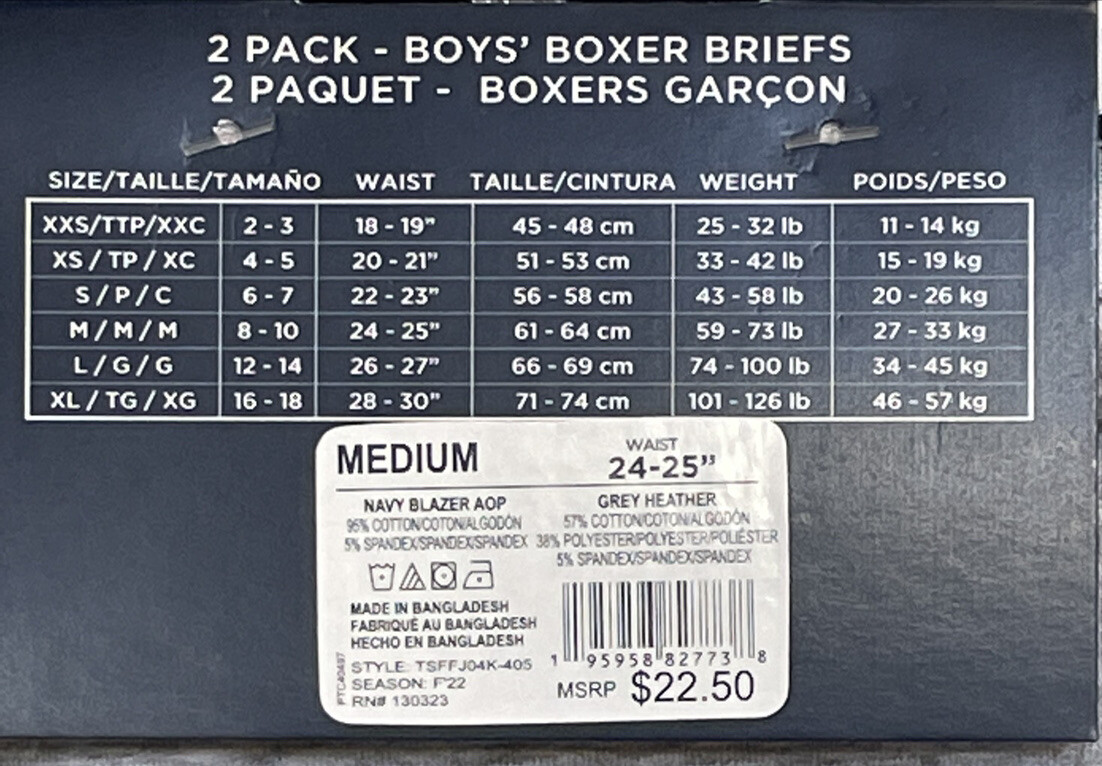 2 PACK - BOYS' BOXER BRIEFS
2 PAQUET - BOXERS GARÇON
SIZE/TAILLE/TAMAÑO WAIST TAILLE/CINTURA WEIGHT POIDS/PESO
XXS/TTP/XXC 2 - 3 18 - 19" 45 - 48 cm 25 - 32 lb 11 - 14 kg
XS / TP / XC 4 - 5 20 - 21" 51 - 53 cm 33 - 42 lb 15 - 19 kg
S / P / C 6 - 7 22 - 23" 56 - 58 cm 43 - 58 lb 20 - 26 kg
M / M / M 8 - 10 24 - 25" 61 - 64 cm 59 - 73 lb 27 - 33 kg
L / G / G 12 - 14 26 - 27" 66 - 69 cm 74 - 100 lb 34 - 45 kg
XL / TG / XG 16 - 18 28 - 30" 71 - 74 cm 101 - 126 lb 46 - 57 kg
MEDIUM
WAIST
24-25"
NAVY BLAZER AOP
95% COTTON/COTON/ALGODÓN
5% SPANDEX/SPANDEX/SPANDEX
GREY HEATHER
57% COTTON/COTON/ALGODÓN
38% POLYESTER/POLYESTER/POLIÉSTER
5% SPANDEX/SPANDEX/SPANDEX
MADE IN BANGLADESH
FABRIQUÉ AU BANGLADESH
HECHO EN BANGLADESH
STYLE: TSFFJ04K-405
SEASON: F'22
RN# 130323
1 95958 82773 8
MSRP $22.50